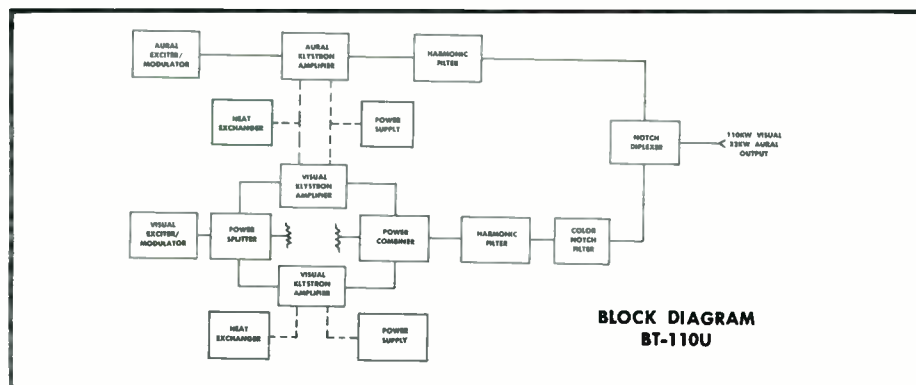 AURAL
EXCITER/
MODULATOR
AURAL
KLYSTRON
AMPLIFIER
HARMONIC
FILTER
HEAT
EXCHANGER
POWER
SUPPLY
NOTCH
DIPLEXER
110KW VISUAL
22KW AURAL
OUTPUT
VISUAL
KLYSTRON
AMPLIFIER
VISUAL
EXCITER/
MODULATOR
POWER
SPLITTER
POWER
COMBINER
HARMONIC
FILTER
COLOR
NOTCH
FILTER
VISUAL
KLYSTRON
AMPLIFIER
HEAT
EXCHANGER
POWER
SUPPLY
BLOCK DIAGRAM
BT-110U